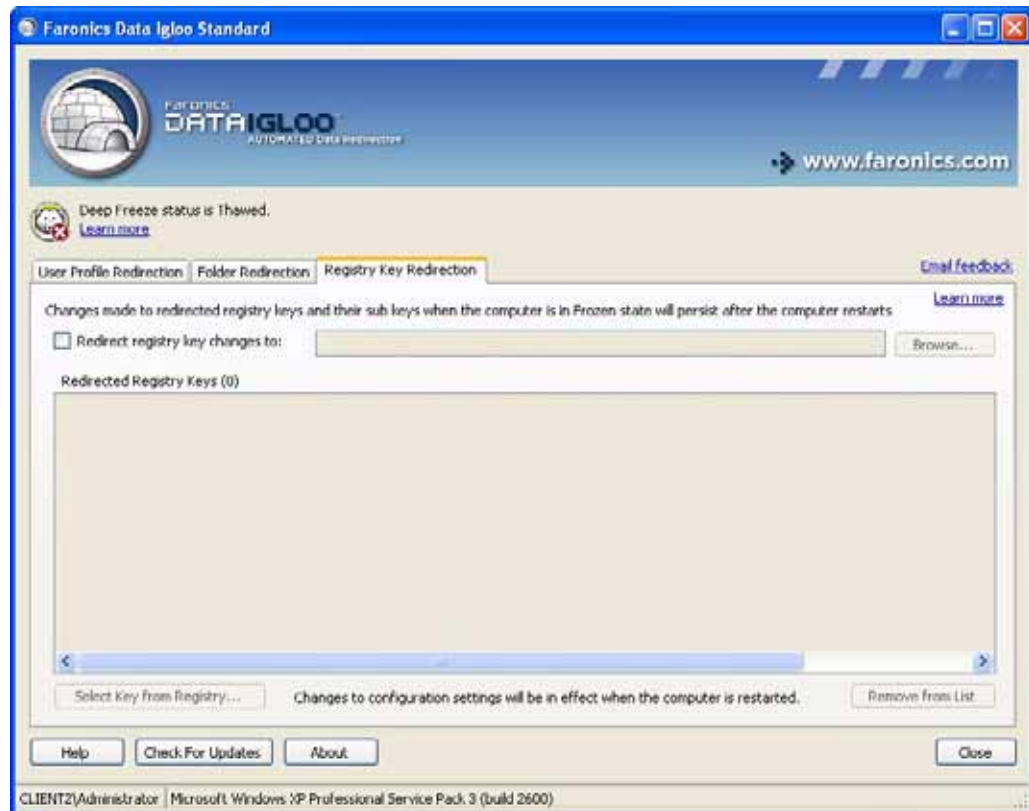 Faronics Data Igloo Standard
Faronics
DATAIGLOO
AUTOMATED Data Redirection
www.faronics.com
Deep Freeze status is Thawed.
Learn more
User Profile Redirection
Folder Redirection
Registry Key Redirection
Email feedback
Learn more
Changes made to redirected registry keys and their sub keys when the computer is in Frozen state will persist after the computer restarts
Redirect registry key changes to:
Browse...
Redirected Registry Keys (0)
Select Key from Registry...
Changes to configuration settings will be in effect when the computer is restarted.
Remove from List
Help
Check For Updates
About
Close
CLIENT2\Administrator
Microsoft Windows XP Professional Service Pack 3 (build 2600)